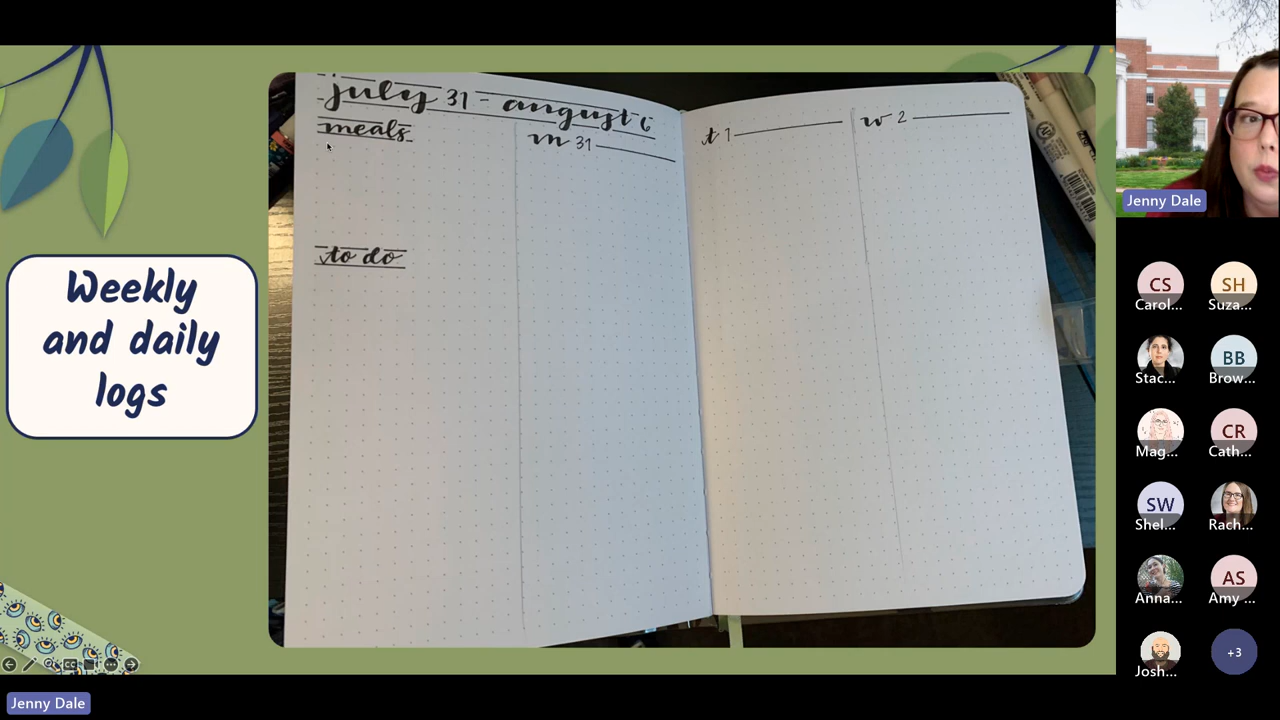 Weekly
and daily
logs
july 31 - august 6
meals
m 31
to do
t 1
w 2
Jenny Dale
CS
Carol...
SH
Suza...
Stac...
BB
Brow...
Mag...
CR
Cath...
SW
Shel...
Rach...
Anna...
AS
Amy ...
Josh...
+3
Jenny Dale